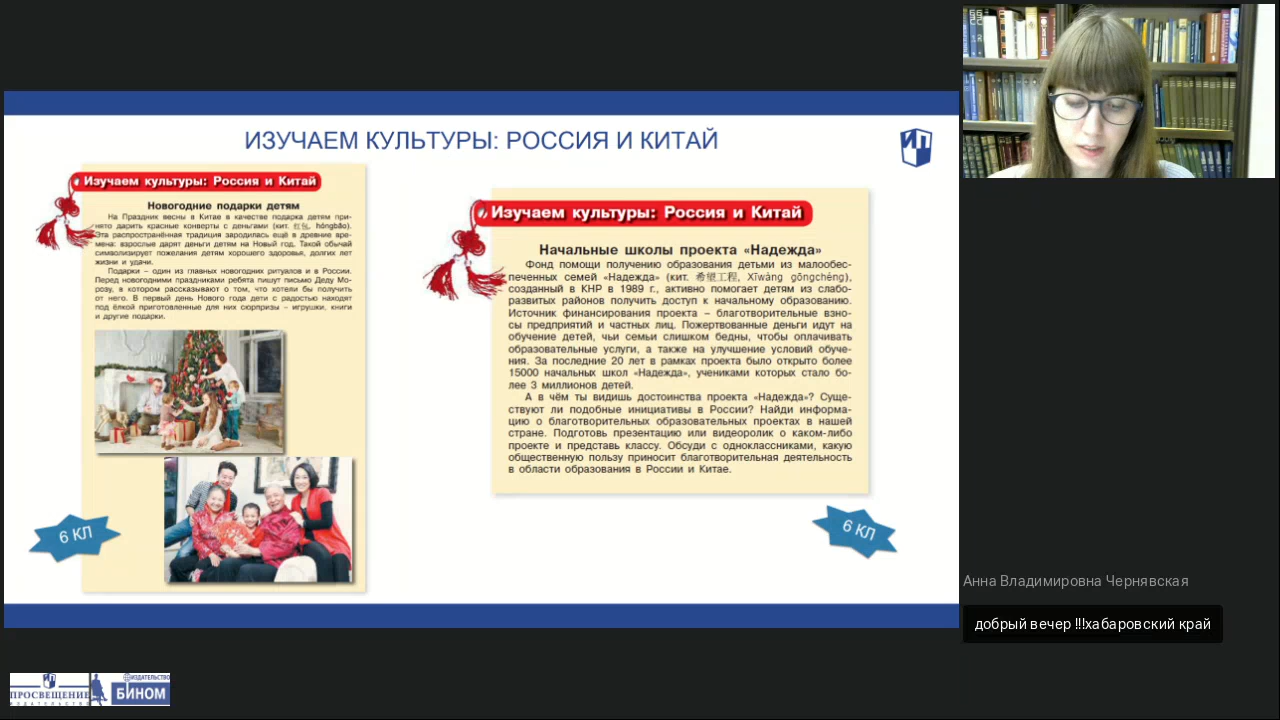 ИЗУЧАЕМ КУЛЬТУРЫ: РОССИЯ И КИТАЙ
ИП
Изучаем культуры: Россия и Китай
Новогодние подарки детям
На Праздник весны в Китае в качестве подарка детям при-
нято дарить красные конверты с деньгами (кит. 红包, hóngbāo).
Эта распространённая традиция зародилась ещё в древние вре-
мена: взрослые дарят деньги детям на Новый год. Такой обычай
символизирует пожелания детям хорошего здоровья, долгих лет
жизни и удачи.
Подарки – один из главных новогодних ритуалов и в России.
Перед новогодними праздниками ребята пишут письмо Деду Мо-
розу, в котором рассказывают о том, что хотели бы получить
от него. В первый день Нового года дети с радостью находят
под ёлкой приготовленные для них сюрпризы – игрушки, книги
и другие подарки.
6 КЛ
Изучаем культуры: Россия и Китай
Начальные школы проекта «Надежда»
Фонд помощи получению образования детьми из малообес-
печенных семей «Надежда» (кит. 希望工程, Xīwàng gōngchéng),
созданный в КНР в 1989 г., активно помогает детям из слабо-
развитых районов получить доступ к начальному образованию.
Источник финансирования проекта – благотворительные взно-
сы предприятий и частных лиц. Пожертвованные деньги идут на
обучение детей, чьи семьи слишком бедны, чтобы оплачивать
образовательные услуги, а также на улучшение условий обуче-
ния. За последние 20 лет в рамках проекта было открыто более
15000 начальных школ «Надежда», учениками которых стало бо-
лее 3 миллионов детей.
А в чём ты видишь достоинства проекта «Надежда»? Суще-
ствуют ли подобные инициативы в России? Найди информа-
цию о благотворительных образовательных проектах в нашей
стране. Подготовь презентацию или видеоролик о каком-либо
проекте и представь классу. Обсуди с одноклассниками, какую
общественную пользу приносит благотворительная деятельность
в области образования в России и Китае.
6 КЛ
Анна Владимировна Чернявская
добрый вечер !!!хабаровский край
ПРОСВЕЩЕНИЕ
ИЗДАТЕЛЬСТВО
ИЗДАТЕЛЬСТВО
БИНОМ